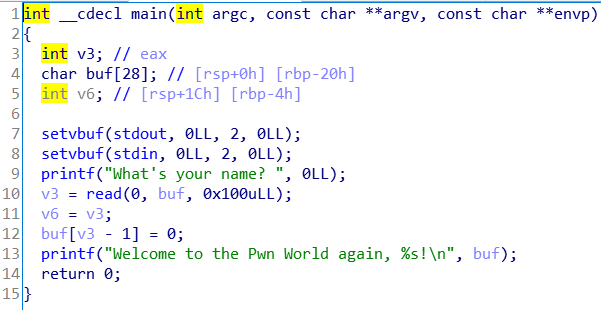 1 int __cdecl main(int argc, const char **argv, const char **envp)
2 {
3 int v3; // eax
4 char buf[28]; // [rsp+0h] [rbp-20h]
5 int v6; // [rsp+1Ch] [rbp-4h]
6
7 setvbuf(stdout, 0LL, 2, 0LL);
8 setvbuf(stdin, 0LL, 2, 0LL);
9 printf("What's your name? ", 0LL);
10 v3 = read(0, buf, 0x100uLL);
11 v6 = v3;
12 buf[v3 - 1] = 0;
13 printf("Welcome to the Pwn World again, %s!\n", buf);
14 return 0;
15 }